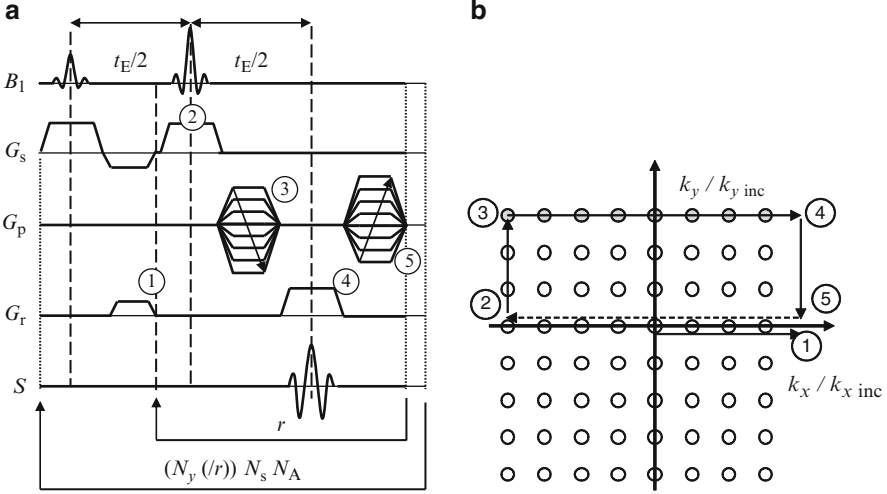 a
b
t_E/2
t_E/2
B_1
2
G_s
3
k_y / k_y inc
3
4
G_p
5
1
4
2
5
G_r
1
k_x / k_x inc
S
r
(N_y (/r)) N_s N_A